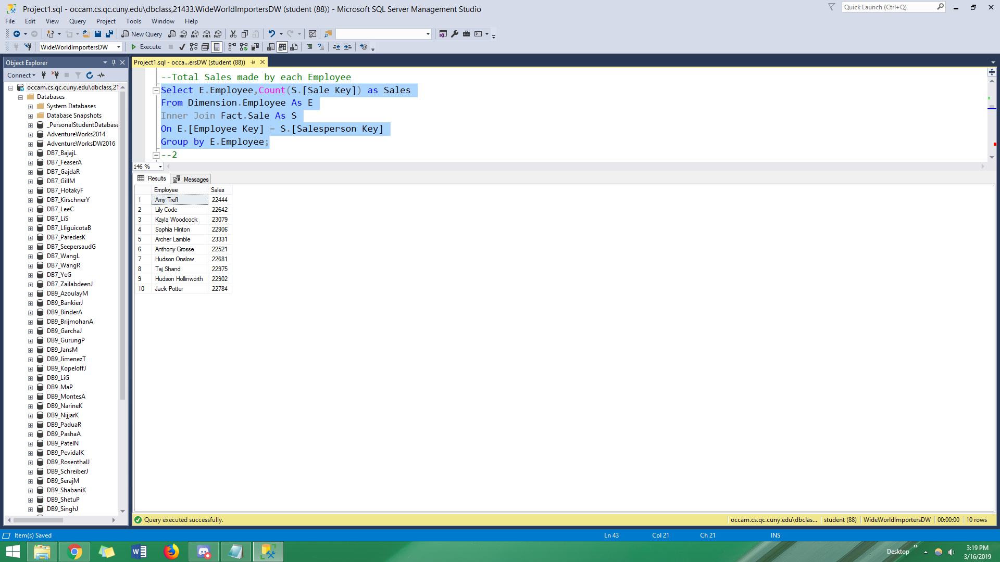 Project1.sql - occam.cs.qc.cuny.edu\dbclass,21433.WideWorldImportersDW (student (88)) - Microsoft SQL Server Management Studio
Quick Launch (Ctrl+Q)
File Edit View Query Project Tools Window Help
New Query MDX DMX XMLA DAX
WideWorldImportersDW Execute
Object Explorer
Connect
occam.cs.qc.cuny.edu\dbclass,21
Databases
System Databases
Database Snapshots
_PersonalStudentDatabase
AdventureWorks2014
AdventureWorksDW2016
DB7_BajajL
DB7_FeaserA
DB7_GajdaR
DB7_GillM
DB7_HotakyF
DB7_KirschnerY
DB7_LeeC
DB7_LiS
DB7_LliguicotaB
DB7_ParedesK
DB7_SeepersaudG
DB7_WangL
DB7_WangR
DB7_YeG
DB7_ZailabdeenJ
DB9_AzoulayM
DB9_BankierJ
DB9_BinderA
DB9_BrijmohanA
DB9_GarchaJ
DB9_GurungP
DB9_JansM
DB9_JimenezT
DB9_KopeloffJ
DB9_LiG
DB9_MaP
DB9_MontesA
DB9_NarineK
DB9_NijjarK
DB9_PaduaR
DB9_PashaA
DB9_PatelN
DB9_PevidalK
DB9_RosenthalJ
DB9_SchreiberJ
DB9_SerajM
DB9_ShabaniK
DB9_ShetuP
DB9_SinghJ
Project1.sql - occa...ersDW (student (88))
--Total Sales made by each Employee
Select E.Employee,Count(S.[Sale Key]) as Sales
From Dimension.Employee As E
Inner Join Fact.Sale As S
On E.[Employee Key] = S.[Salesperson Key]
Group by E.Employee;
--2
146 %
Results Messages
Employee Sales
1 Amy Trefl 22444
2 Lily Code 22642
3 Kayla Woodcock 23079
4 Sophia Hinton 22906
5 Archer Lamble 23331
6 Anthony Grosse 22521
7 Hudson Onslow 22681
8 Taj Shand 22975
9 Hudson Hollinworth 22902
10 Jack Potter 22784
Query executed successfully.
occam.cs.qc.cuny.edu\dbclas... student (88) WideWorldImportersDW 00:00:00 10 rows
Item(s) Saved Ln 43 Col 21 Ch 21 INS
Desktop
3:19 PM
3/16/2019